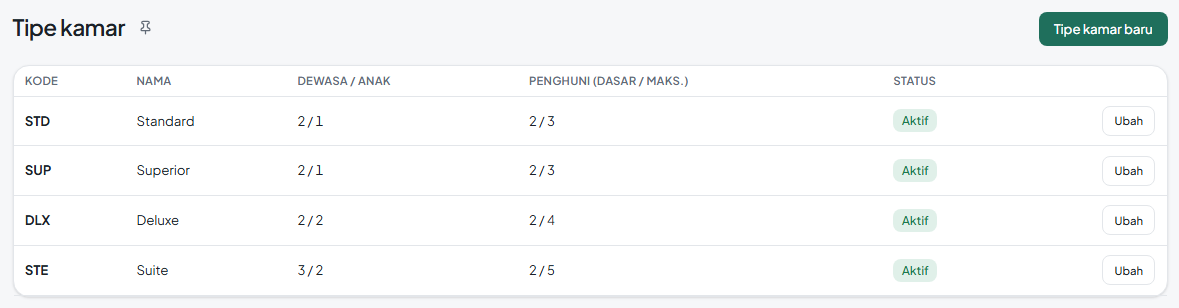 Tipe kamar
Tipe kamar baru
KODE NAMA DEWASA / ANAK PENGHUNI (DASAR / MAKS.) STATUS
STD Standard 2 / 1 2 / 3 Aktif Ubah
SUP Superior 2 / 1 2 / 3 Aktif Ubah
DLX Deluxe 2 / 2 2 / 4 Aktif Ubah
STE Suite 3 / 2 2 / 5 Aktif Ubah